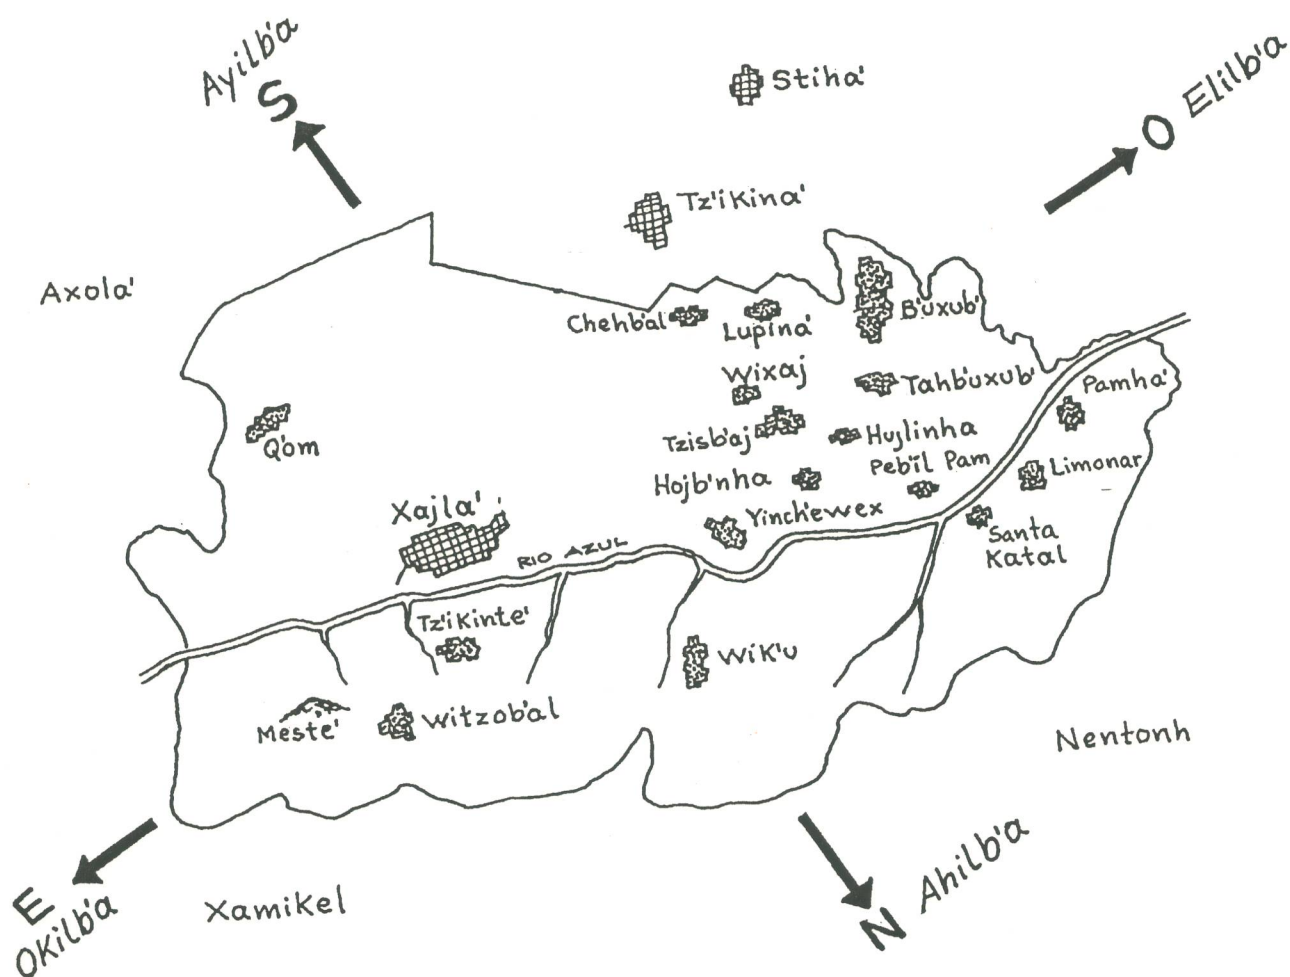 Ayilb'a
S
Stiha'
O Elilb'a
Tz'ikina'
Axola'
Chehb'al
Lupina'
B'uxub'
Wixaj
Tahb'uxub'
Pamha'
Q'om
Tzisb'aj
Hujlinha
Hojb'nha
Peb'il Pam
Limonar
Xajla'
Yinch'ewex
Santa
Katal
RIO AZUL
Tz'ikinte'
Wik'u
Meste'
Witzob'al
Nentonh
E
Okilb'a
Xamikel
N
Ahilb'a